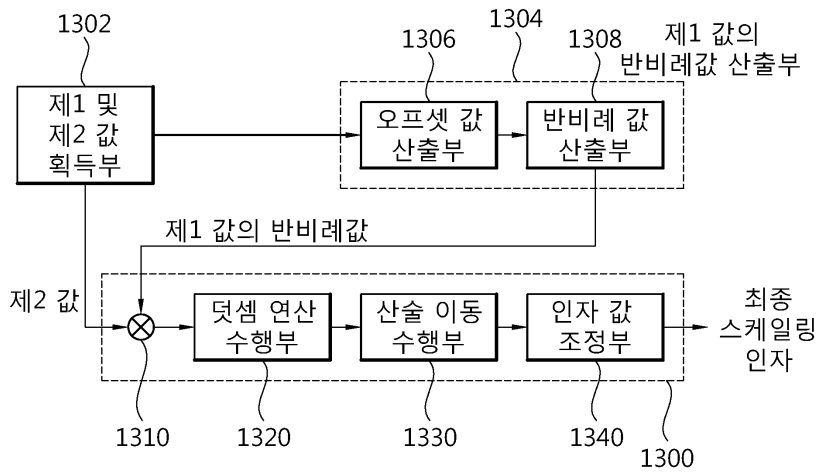 1302
1306
1304
1308
제1 값의
반비례값 산출부
제1 및
제2 값
획득부
오프셋 값
산출부
반비례 값
산출부
제1 값의 반비례값
제2 값
덧셈 연산
수행부
산술 이동
수행부
인자 값
조정부
최종
스케일링
인자
1310
1320
1330
1340
1300